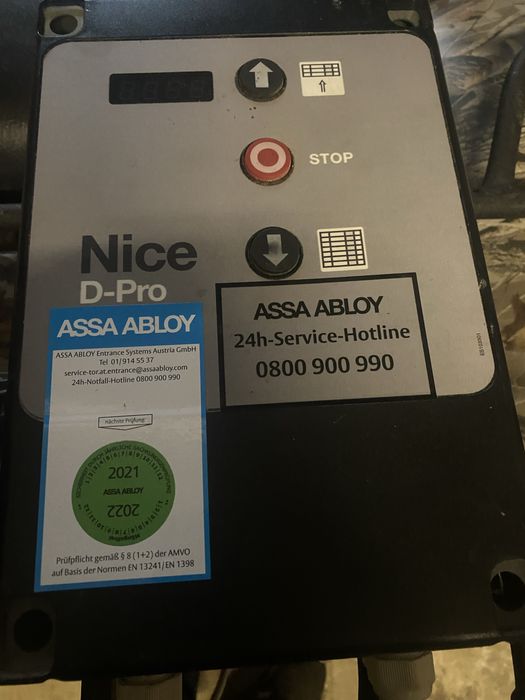 STOP
Nice
D-Pro
ASSA ABLOY
24h-Service-Hotline
0800 900 990
ASSA ABLOY
ASSA ABLOY Entrance Systems Austria GmbH
Tel 01/ 914 55 37
service-tor.at.entrance@assaabloy.com
24h-Notfall-Hotline 0800 900 990
nächste Prüfung:
2021
ASSA ABLOY
2022
Prüfpflicht gemäß § 8 (1+2) der AMVO
auf Basis der Normen EN 13241/ EN 1398